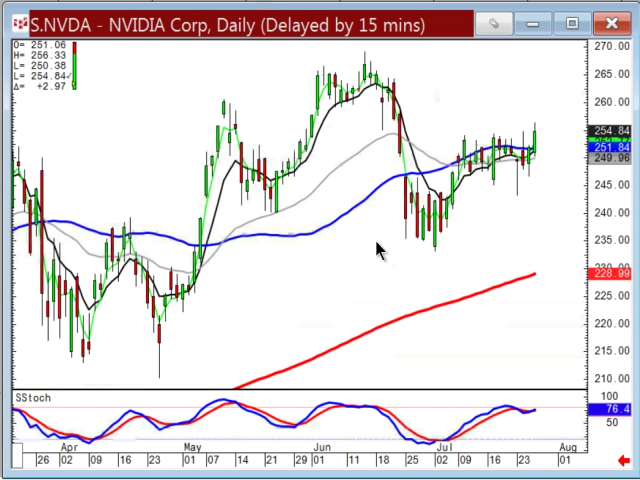 S.NVDA - NVIDIA Corp, Daily (Delayed by 15 mins)
O= 251.06
H= 256.33
L= 250.38
L= 254.84
Δ= +2.97
270.00
265.00
260.00
254.84
251.84
249.96
245.00
240.00
235.00
228.99
225.00
220.00
215.00
210.00
SStoch
100
76.4
50
Apr May Jun Jul Aug
26 02 09 16 23 01 07 14 21 29 01 11 18 25 02 09 16 23 01